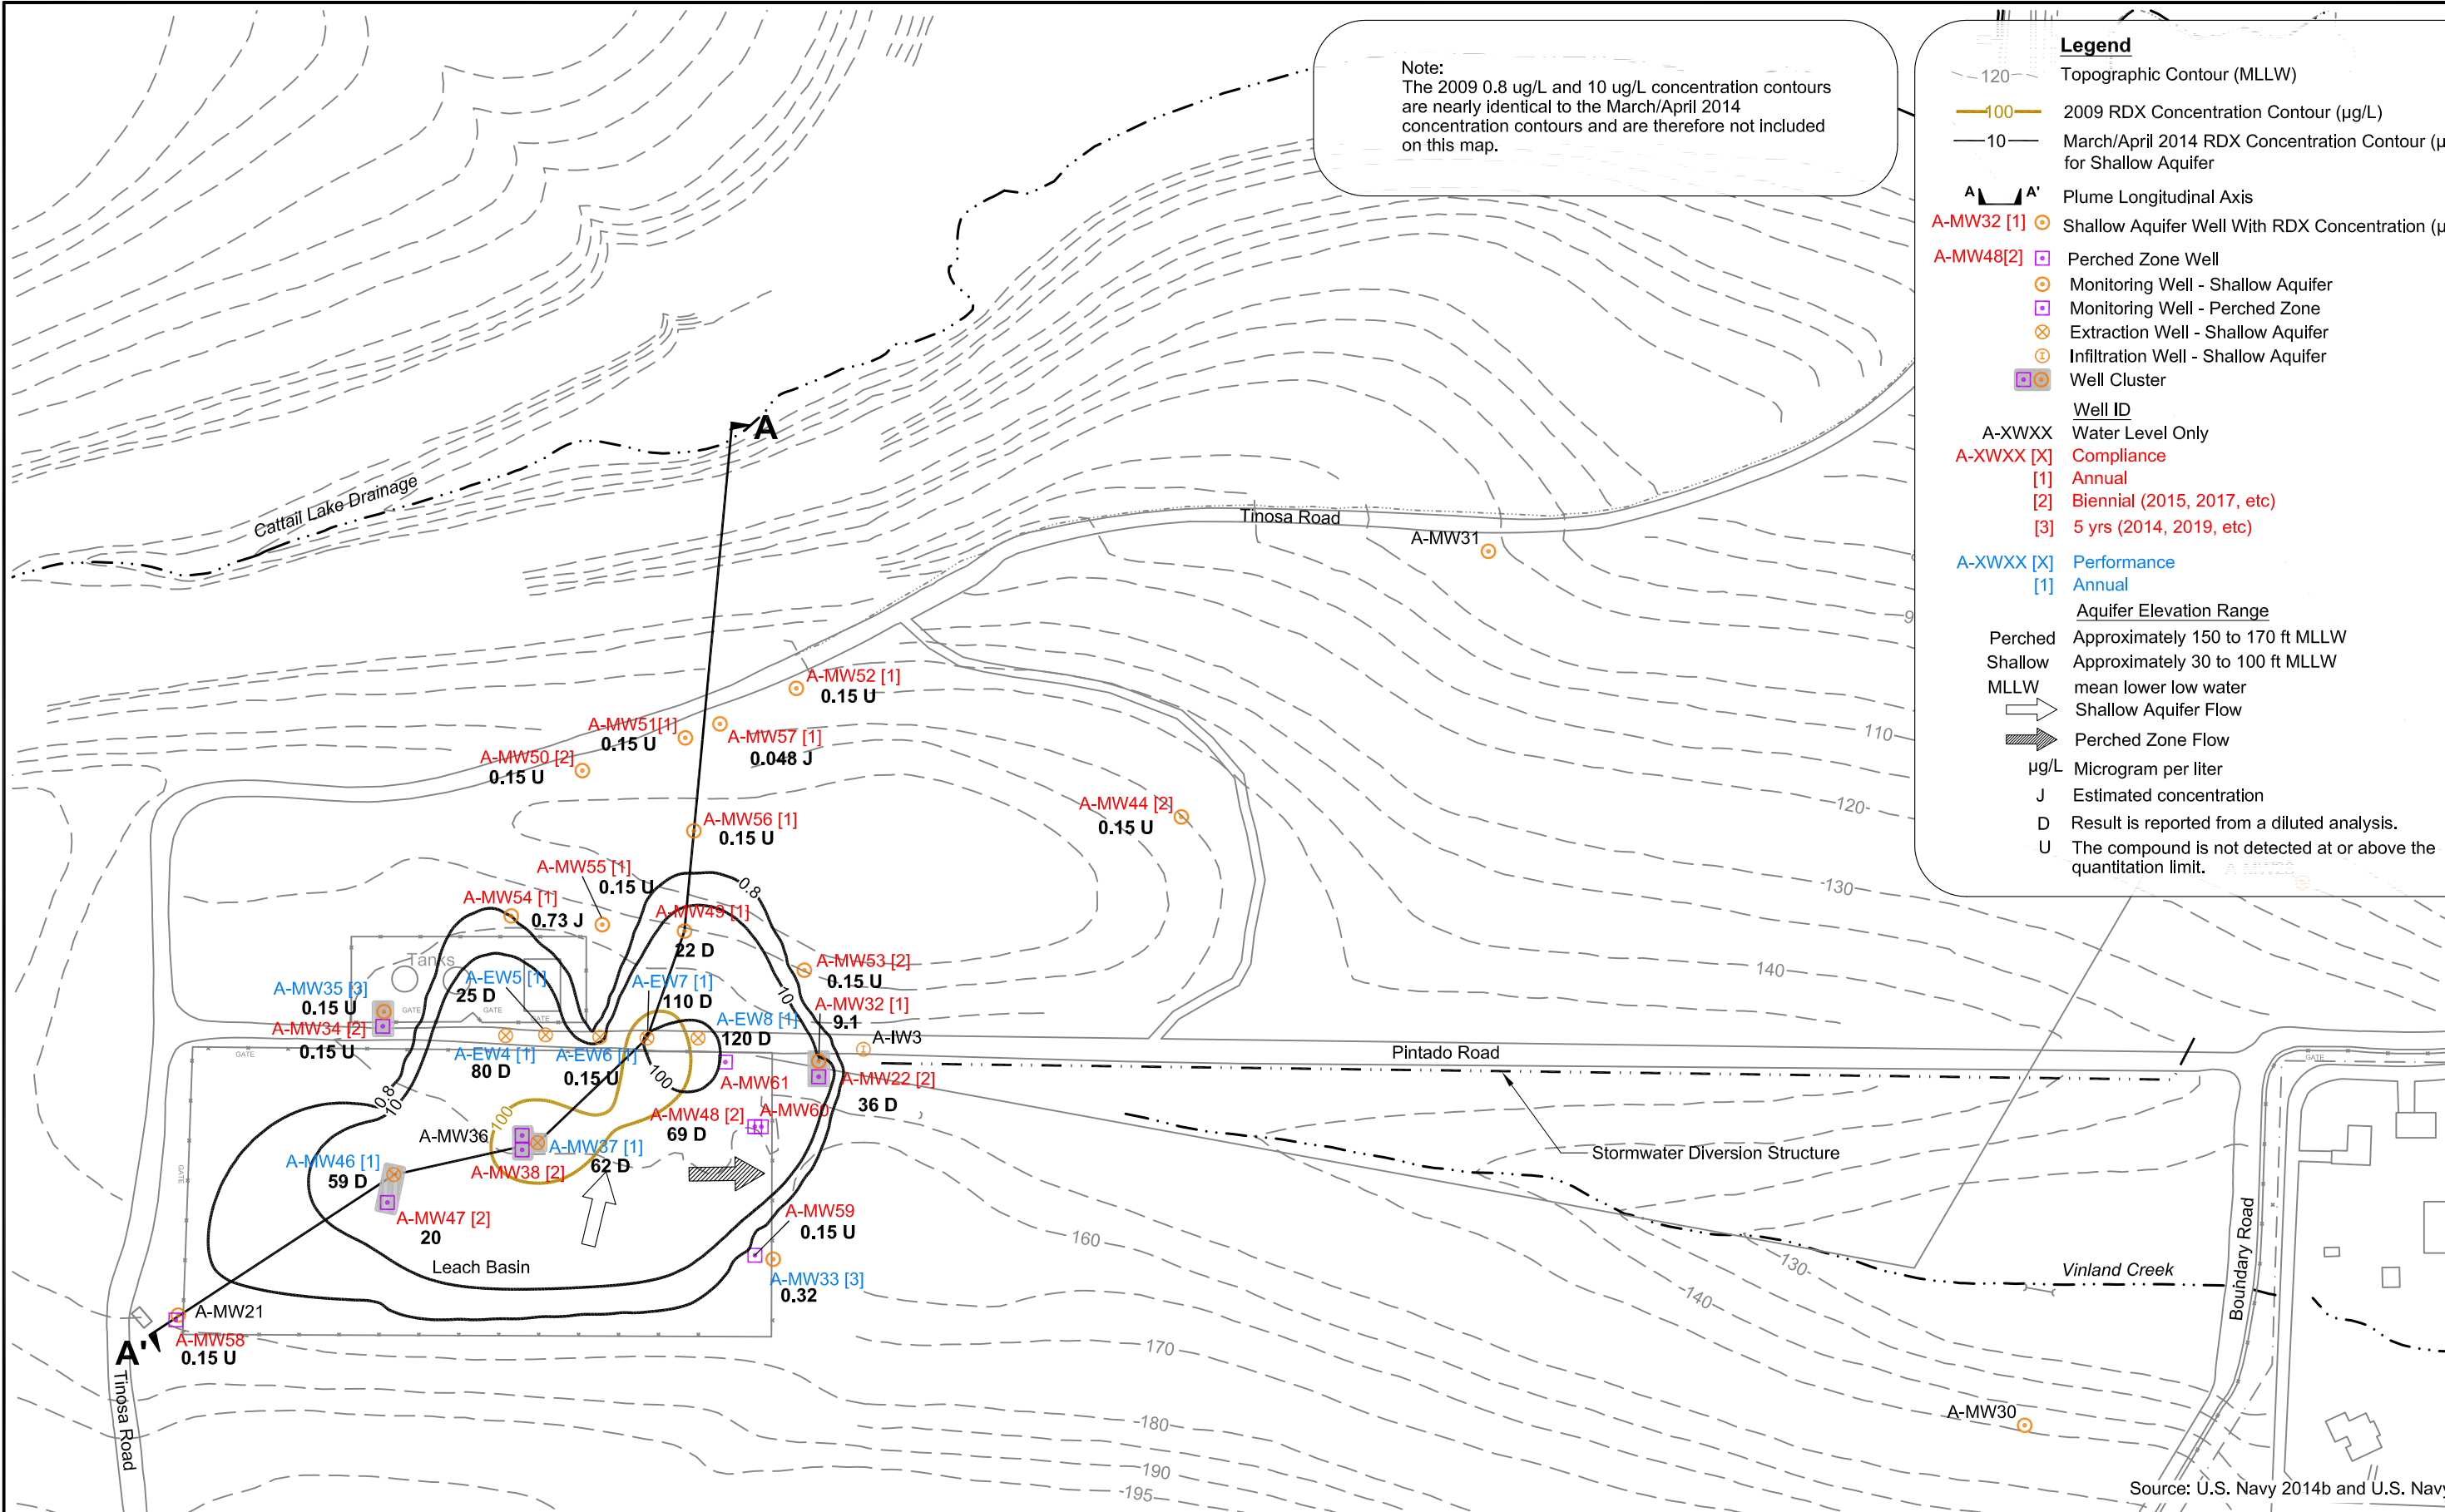 Note:
The 2009 0.8 ug/L and 10 ug/L concentration contours
are nearly identical to the March/April 2014
concentration contours and are therefore not included
on this map.
Legend
120
Topographic Contour (MLLW)
100
2009 RDX Concentration Contour (µg/L)
10
March/April 2014 RDX Concentration Contour (µ
for Shallow Aquifer
A A'
Plume Longitudinal Axis
A-MW32 [1]
Shallow Aquifer Well With RDX Concentration (µ
A-MW48[2]
Perched Zone Well
Monitoring Well - Shallow Aquifer
Monitoring Well - Perched Zone
Extraction Well - Shallow Aquifer
Infiltration Well - Shallow Aquifer
Well Cluster
Well ID
A-XWXX Water Level Only
A-XWXX [X] Compliance
[1] Annual
[2] Biennial (2015, 2017, etc)
[3] 5 yrs (2014, 2019, etc)
A-XWXX [X] Performance
[1] Annual
Aquifer Elevation Range
Perched Approximately 150 to 170 ft MLLW
Shallow Approximately 30 to 100 ft MLLW
MLLW mean lower low water
Shallow Aquifer Flow
Perched Zone Flow
µg/L Microgram per liter
J Estimated concentration
D Result is reported from a diluted analysis.
U The compound is not detected at or above the
quantitation limit.
A
Cattail Lake Drainage
Tinosa Road
A-MW31
110
120
130
140
A-MW52 [1]
0.15 U
A-MW51[1]
0.15 U
A-MW57 [1]
0.048 J
A-MW50 [2]
0.15 U
A-MW56 [1]
0.15 U
A-MW44 [2]
0.15 U
A-MW55 [1]
0.15 U
0.8
A-MW54 [1]
0.73 J
A-MW49 [1]
22 D
A-MW53 [2]
0.15 U
10
Tanks
A-EW5 [1]
25 D
A-EW7 [1]
110 D
A-MW35 [3]
0.15 U
A-MW32 [1]
9.1
GATE
GATE
GATE
A-EW8 [1]
120 D
A-MW34 [2]
0.15 U
A-IW3
GATE
A-EW4 [1]
80 D
A-EW6 [1]
0.15 U
100
A-MW61
A-MW22 [2]
36 D
Pintado Road
GATE
0.8
10
100
A-MW48 [2]
69 D
A-MW60
A-MW36
A-MW37 [1]
62 D
A-MW38 [2]
A-MW46 [1]
59 D
GATE
A-MW47 [2]
20
Leach Basin
A-MW59
0.15 U
A-MW33 [3]
0.32
Stormwater Diversion Structure
Vinland Creek
Boundary Road
160
130
140
170
180
190
195
A-MW21
A-MW58
0.15 U
A'
Tinosa Road
A-MW30
Source: U.S. Navy 2014b and U.S. Navy